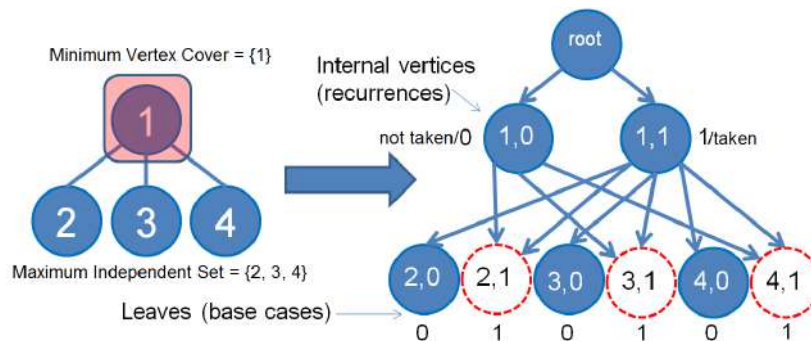 Minimum Vertex Cover = {1}
1
2 3 4
Maximum Independent Set = {2, 3, 4}
root
Internal vertices
(recurrences)
not taken/0 1,0 1,1 1/taken
2,0 2,1 3,0 3,1 4,0 4,1
Leaves (base cases)
0 1 0 1 0 1